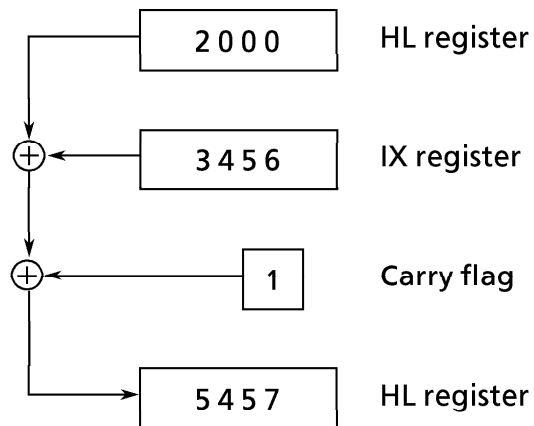 2000 HL register
3456 IX register
1 Carry flag
5457 HL register